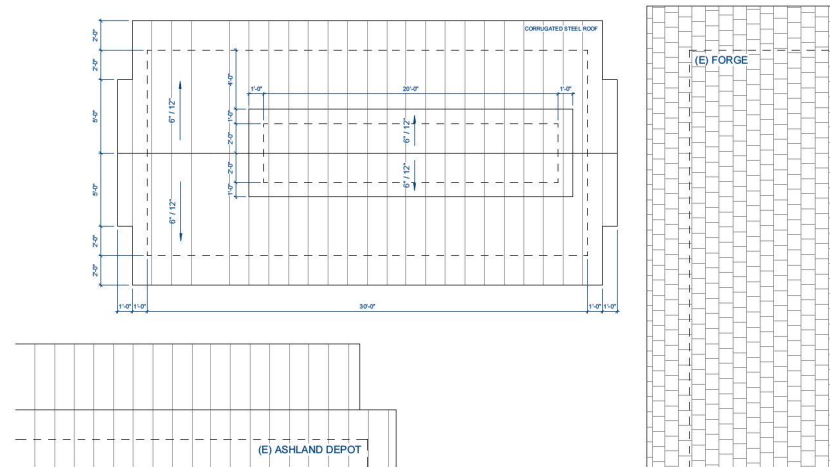 CORRUGATED STEEL ROOF
2'-0"
2'-0"
5'-0"
5'-0"
2'-0"
2'-0"
6" / 12"
6" / 12"
4'-0"
1'-0"
2'-0"
2'-0"
1'-0"
1'-0"
20'-0"
1'-0"
6" / 12"
6" / 12"
1'-0"
1'-0"
30'-0"
1'-0"
1'-0"
(E) FORGE
(E) ASHLAND DEPOT